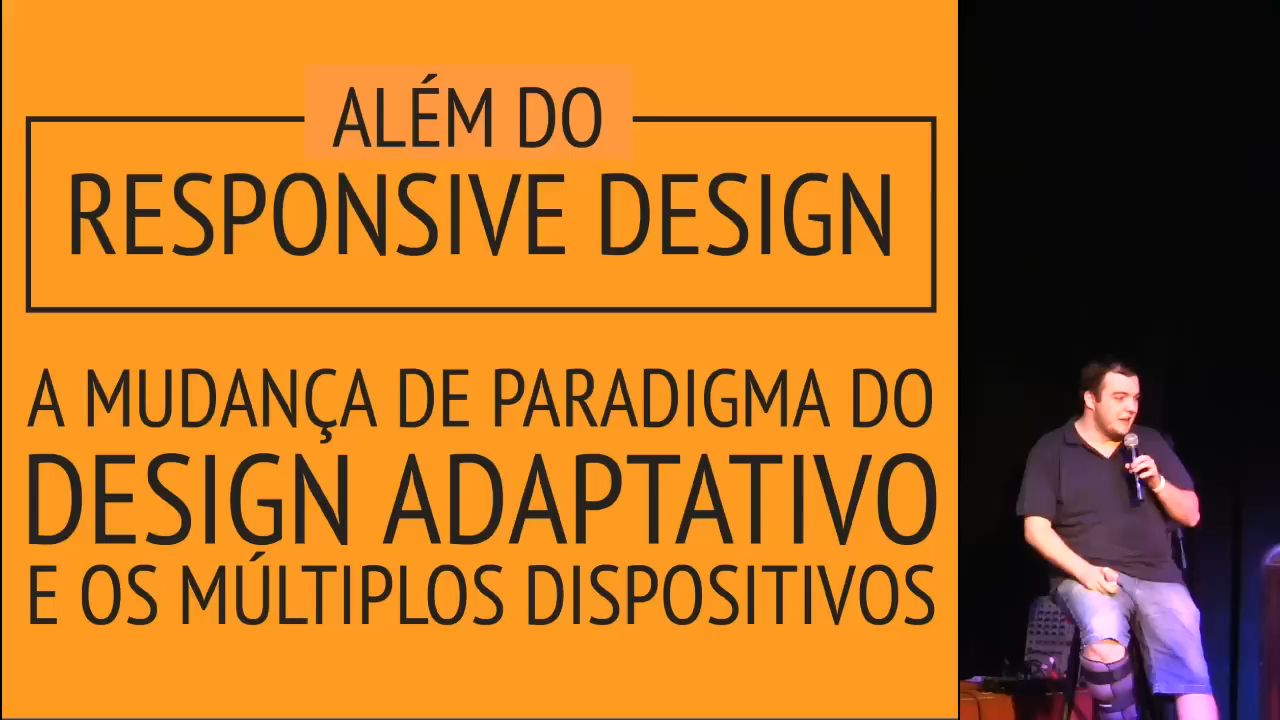 ALÉM DO
RESPONSIVE DESIGN
A MUDANÇA DE PARADIGMA DO
DESIGN ADAPTATIVO
E OS MÚLTIPLOS DISPOSITIVOS